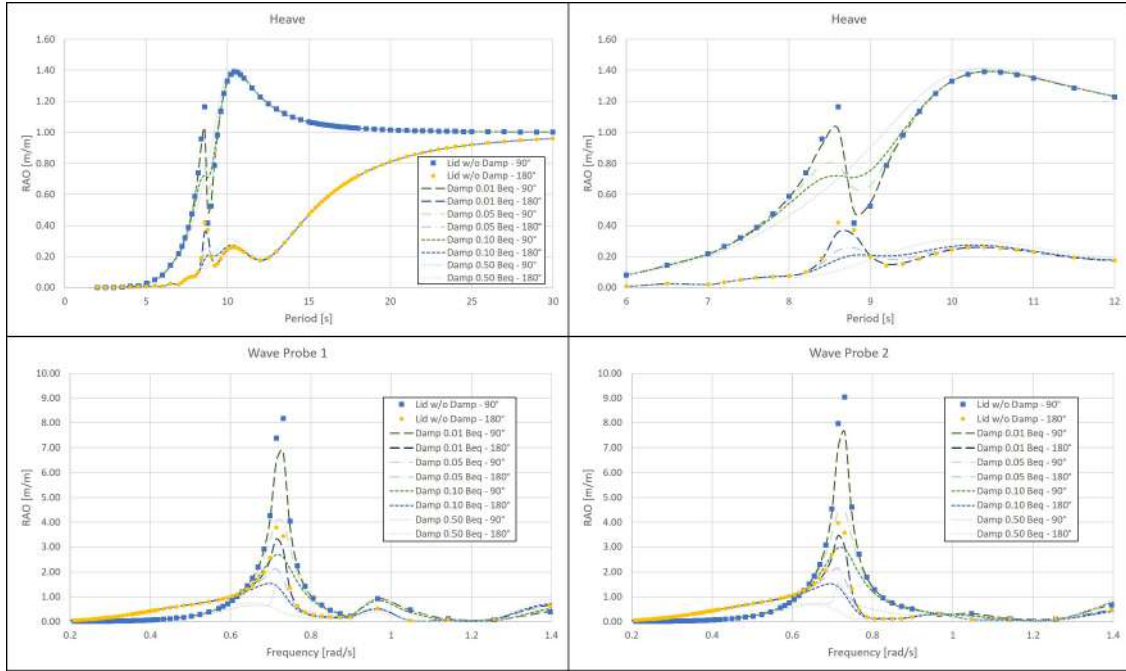 Heave
1.60
1.40
1.20
1.00
0.80
0.60
0.40
0.20
0.00
RAO [m/m]
Lid w/o Damp - 90°
Lid w/o Damp - 180°
Damp 0.01 Beq - 90°
Damp 0.01 Beq - 180°
Damp 0.05 Beq - 90°
Damp 0.05 Beq - 180°
Damp 0.10 Beq - 90°
Damp 0.10 Beq - 180°
Damp 0.50 Beq - 90°
Damp 0.50 Beq - 180°
0 5 10 15 20 25 30
Period [s]
Heave
1.60
1.40
1.20
1.00
0.80
0.60
0.40
0.20
0.00
RAO [m/m]
6 7 8 9 10 11 12
Period [s]
Wave Probe 1
10.00
9.00
8.00
7.00
6.00
5.00
4.00
3.00
2.00
1.00
0.00
RAO [m/m]
Lid w/o Damp - 90°
Lid w/o Damp - 180°
Damp 0.01 Beq - 90°
Damp 0.01 Beq - 180°
Damp 0.05 Beq - 90°
Damp 0.05 Beq - 180°
Damp 0.10 Beq - 90°
Damp 0.10 Beq - 180°
Damp 0.50 Beq - 90°
Damp 0.50 Beq - 180°
0.2 0.4 0.6 0.8 1 1.2 1.4
Frequency [rad/s]
Wave Probe 2
10.00
9.00
8.00
7.00
6.00
5.00
4.00
3.00
2.00
1.00
0.00
RAO [m/m]
Lid w/o Damp - 90°
Lid w/o Damp - 180°
Damp 0.01 Beq - 90°
Damp 0.01 Beq - 180°
Damp 0.05 Beq - 90°
Damp 0.05 Beq - 180°
Damp 0.10 Beq - 90°
Damp 0.10 Beq - 180°
Damp 0.50 Beq - 90°
Damp 0.50 Beq - 180°
0.2 0.4 0.6 0.8 1 1.2 1.4
Frequency [rad/s]